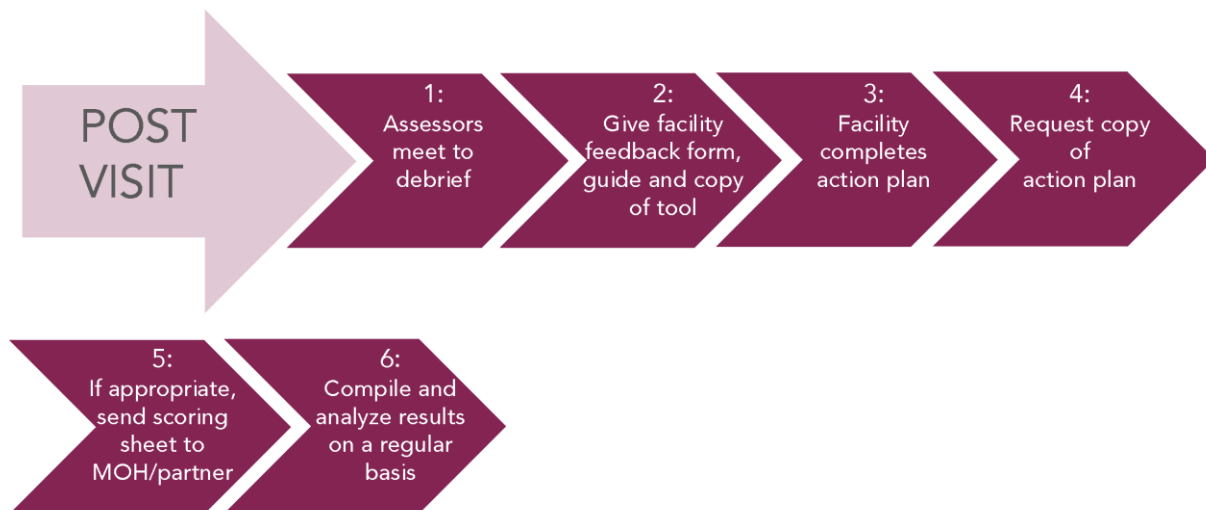 POST
VISIT
1:
Assessors
meet to
debrief
2:
Give facility
feedback form,
guide and copy
of tool
3:
Facility
completes
action plan
4:
Request copy
of
action plan
5:
If appropriate,
send scoring
sheet to
MOH/partner
6:
Compile and
analyze results
on a regular
basis